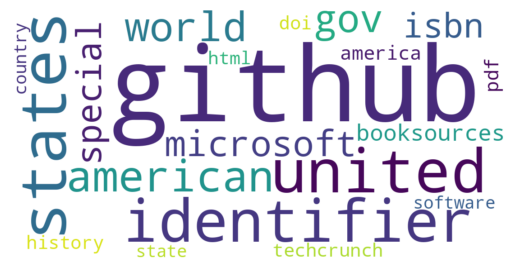 country
states
special
world
doi
gov
isbn
html
america
github
pdf
microsoft
booksources
american
united
identifier
software
history
state
techcrunch